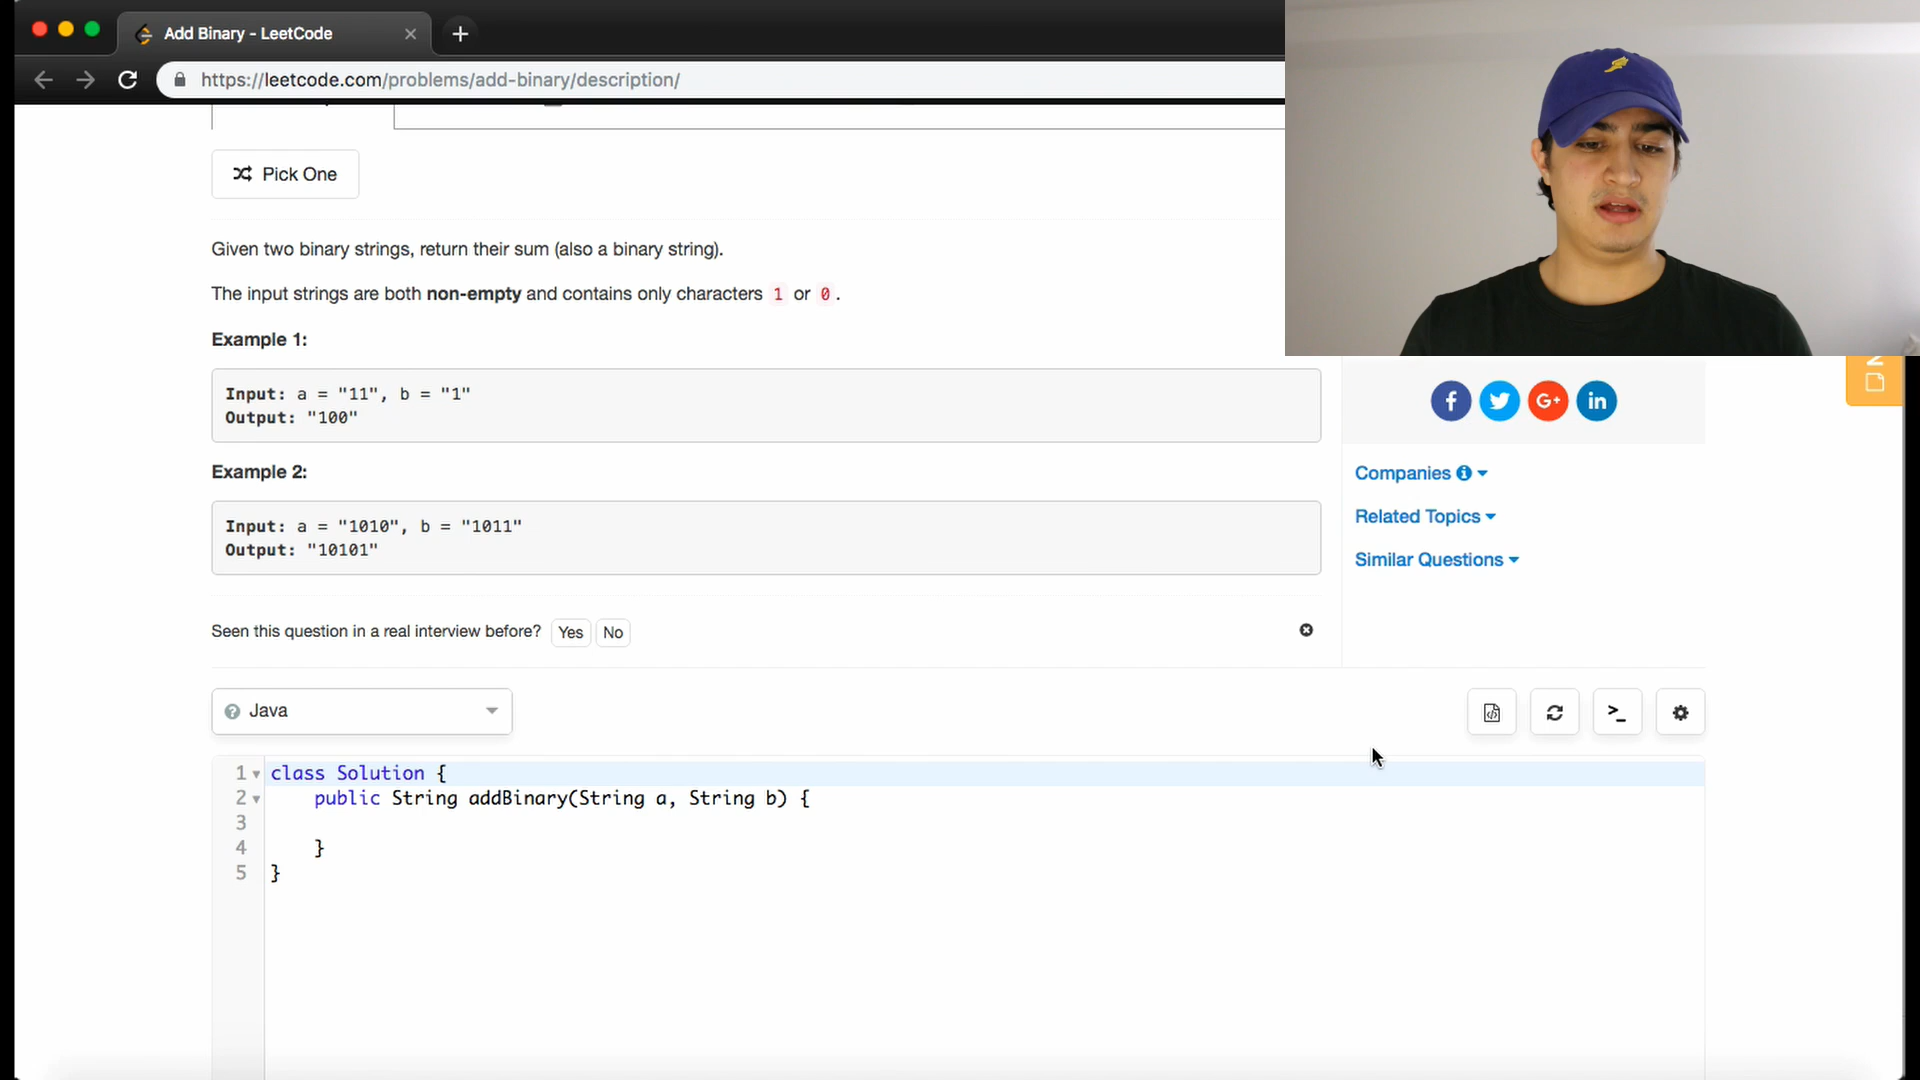 Add Binary - LeetCode
https://leetcode.com/problems/add-binary/description/
Pick One
Given two binary strings, return their sum (also a binary string).
The input strings are both non-empty and contains only characters 1 or 0 .
Example 1:
Input: a = "11", b = "1"
Output: "100"
Example 2:
Input: a = "1010", b = "1011"
Output: "10101"
Companies
Related Topics
Similar Questions
Seen this question in a real interview before? Yes No
Java
1 class Solution {
2 public String addBinary(String a, String b) {
3
4 }
5 }